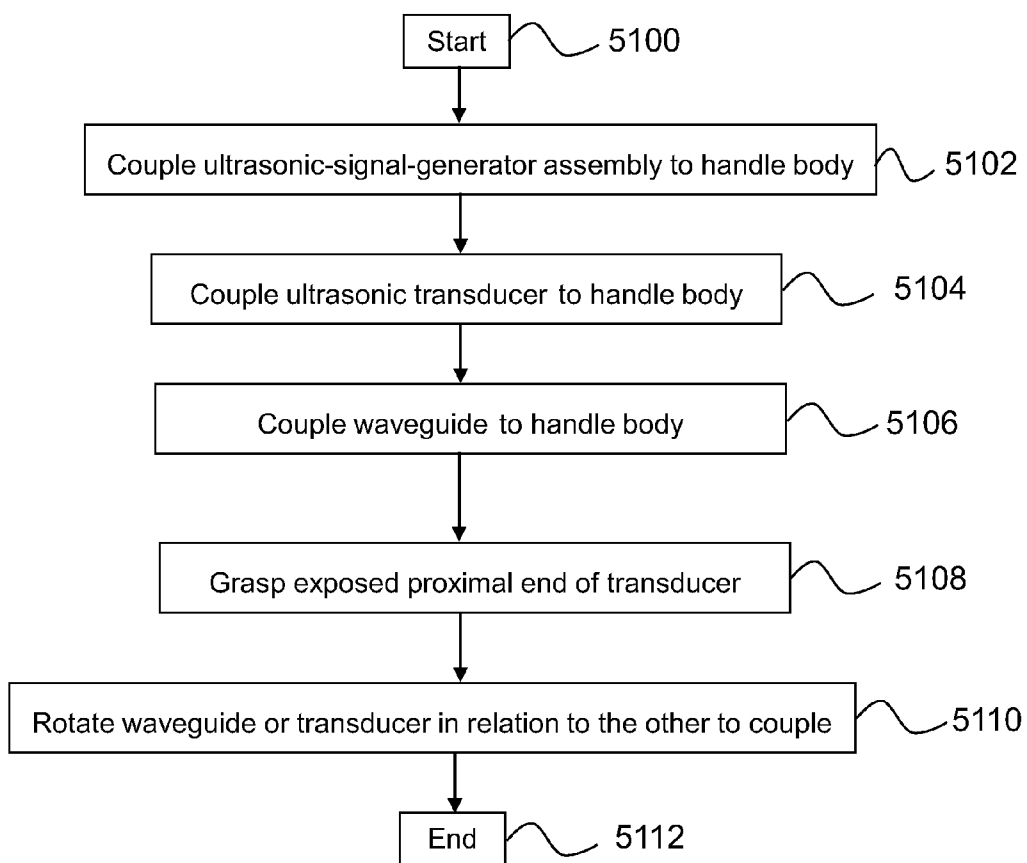 Start 5100
Couple ultrasonic-signal-generator assembly to handle body 5102
Couple ultrasonic transducer to handle body 5104
Couple waveguide to handle body 5106
Grasp exposed proximal end of transducer 5108
Rotate waveguide or transducer in relation to the other to couple 5110
End 5112